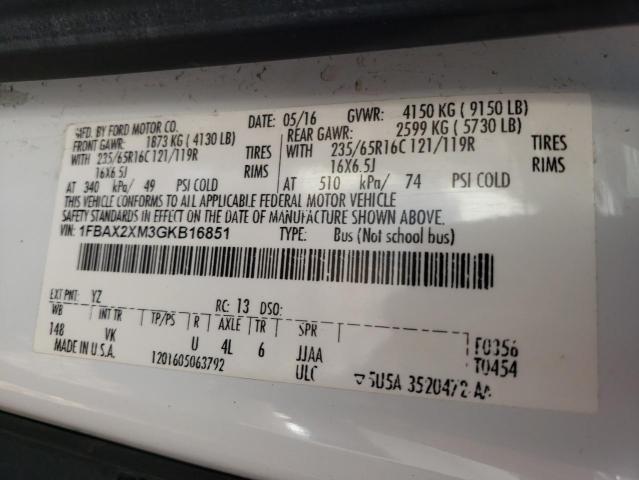 MFD. BY FORD MOTOR CO. DATE: 05/16 GVWR: 4150 KG ( 9150 LB)
FRONT GAWR: 1873 KG ( 4130 LB) REAR GAWR: 2599 KG ( 5730 LB)
WITH 235/65R16C 121/119R TIRES WITH 235/65R16C 121/119R TIRES
16X6.5J RIMS 16X6.5J RIMS
AT 340 kPa/ 49 PSI COLD AT 510 kPa/ 74 PSI COLD
THIS VEHICLE CONFORMS TO ALL APPLICABLE FEDERAL MOTOR VEHICLE
SAFETY STANDARDS IN EFFECT ON THE DATE OF MANUFACTURE SHOWN ABOVE.
VIN: 1FBAX2XM3GKB16851 TYPE: Bus (Not school bus)
EXT PNT: YZ RC: 13 DSO:
WB INT TR TP/PS R AXLE TR SPR
148 VK U 4L 6 JJAA F0356
MADE IN U.S.A. 1201605063792 ULC T0454
5U5A 3520472 AA